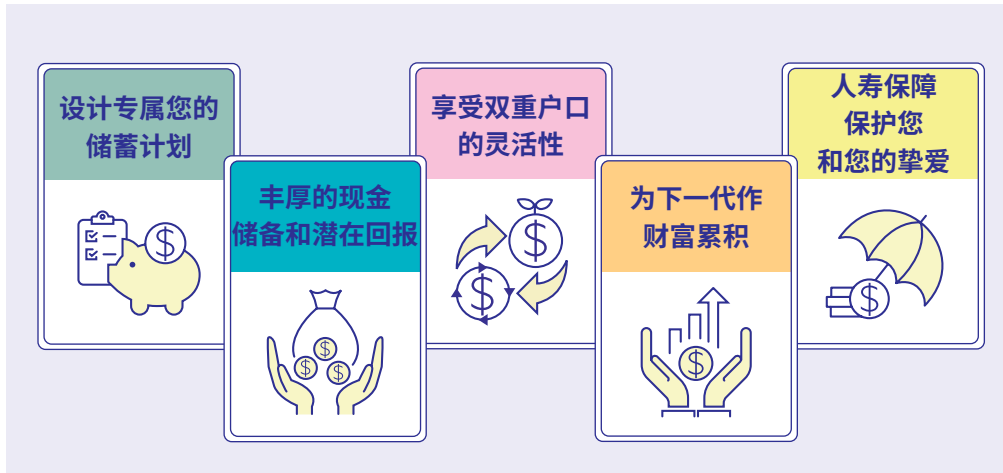 设计专属您的
储蓄计划
丰厚的现金
储备和潜在回报
享受双重户口
的灵活性
为下一代作
财富累积
人寿保障
保护您
和您的挚爱